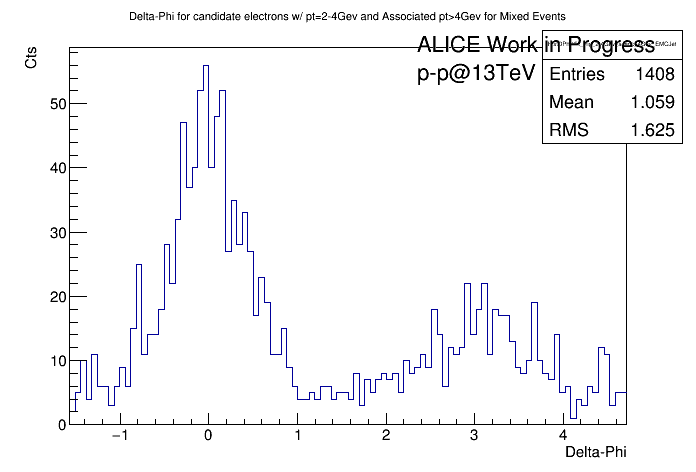 Delta-Phi for candidate electrons w/ pt=2-4Gev and Associated pt>4Gev for Mixed Events
Cts
ALICE Work in Progress
p-p@13TeV
EMCJet
Entries 1408
Mean 1.059
RMS 1.625
50
40
30
20
10
0
−1 0 1 2 3 4
Delta-Phi